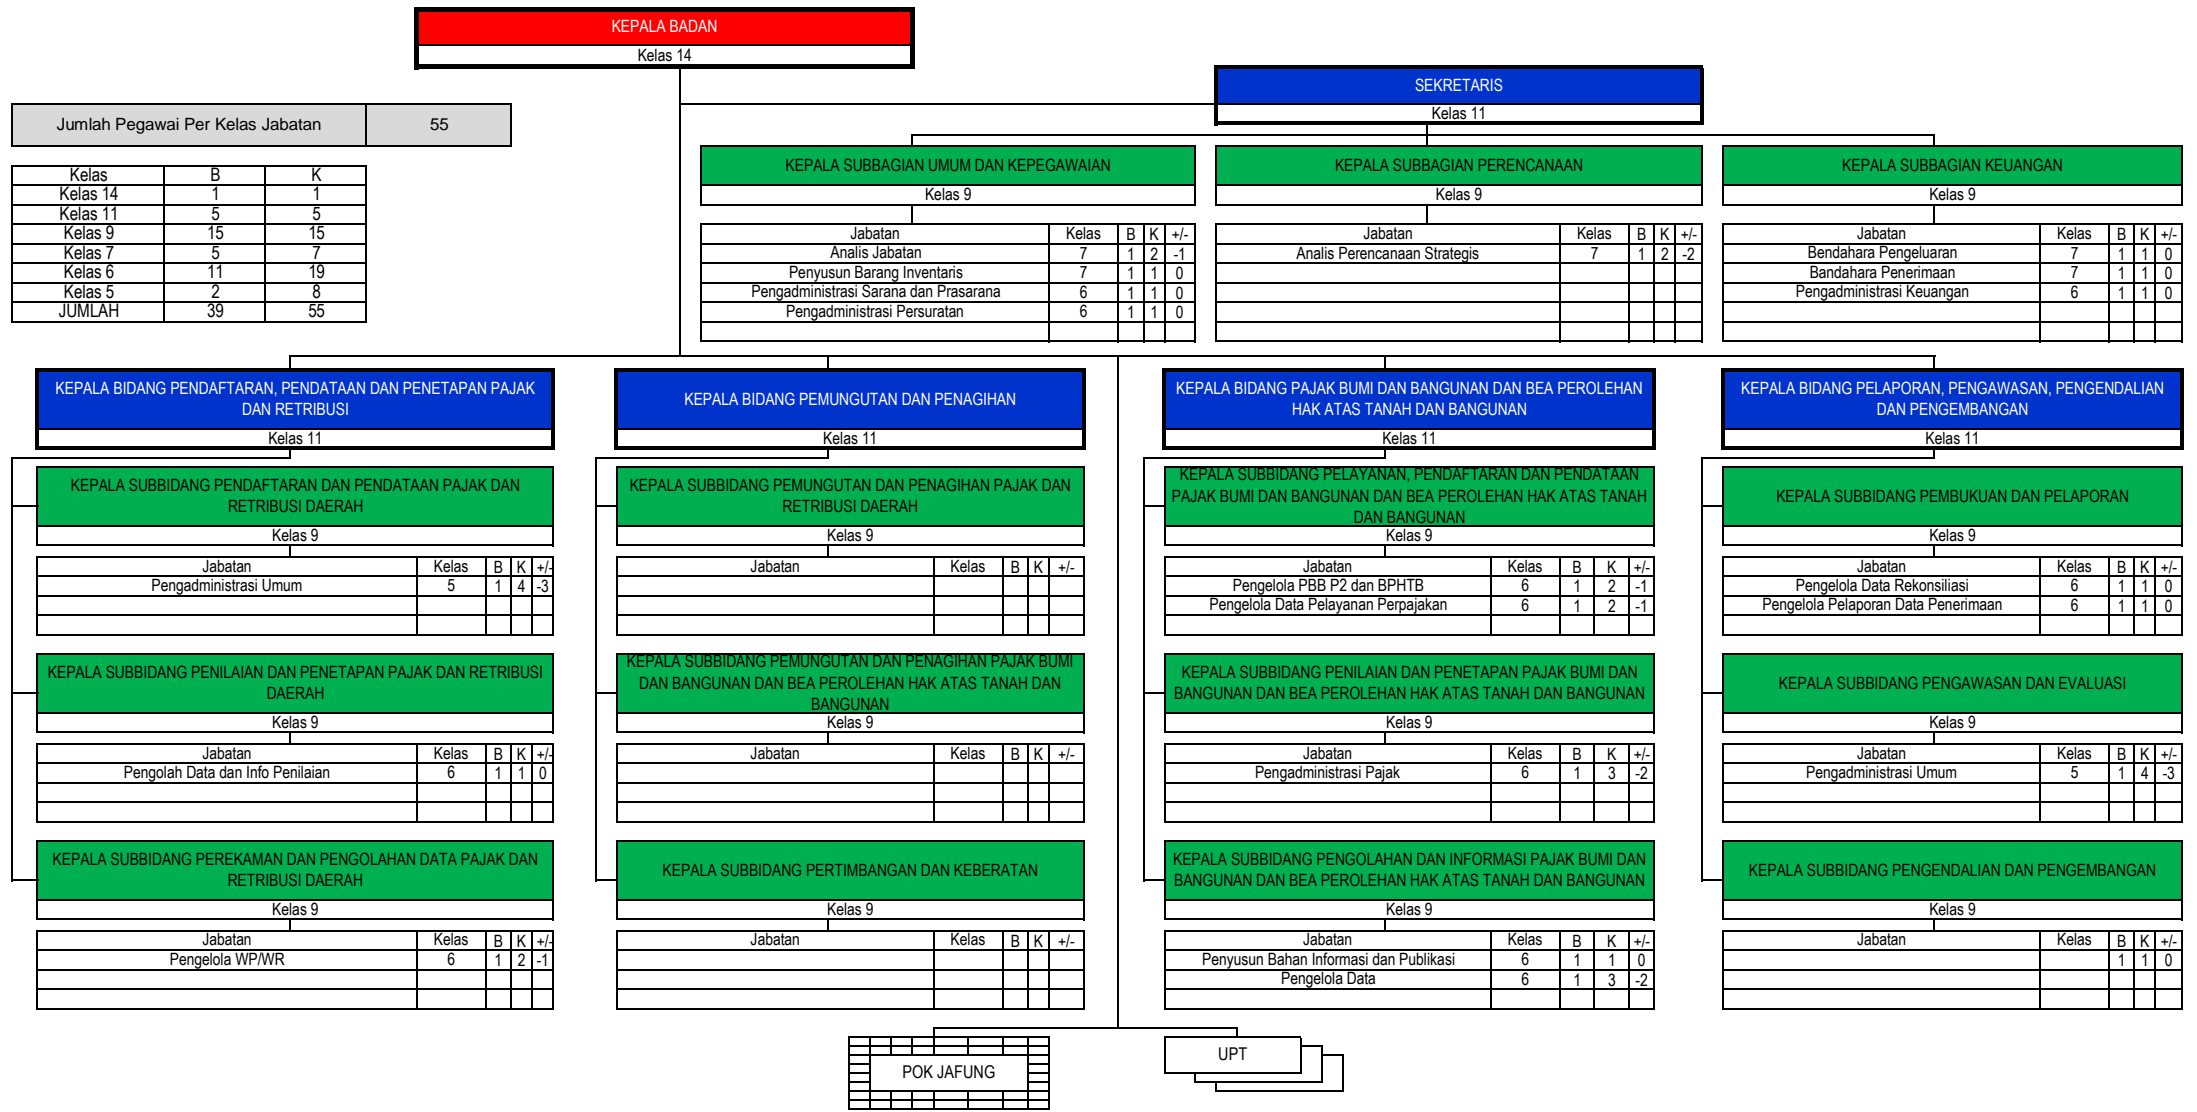 KEPALA BADAN
Kelas 14
SEKRETARIS
Kelas 11
Jumlah Pegawai Per Kelas Jabatan 55
Kelas B K
Kelas 14 1 1
Kelas 11 5 5
Kelas 9 15 15
Kelas 7 5 7
Kelas 6 11 19
Kelas 5 2 8
JUMLAH 39 55
KEPALA SUBBAGIAN UMUM DAN KEPEGAWAIAN
Kelas 9
Jabatan Kelas B K +/-
Analis Jabatan 7 1 2 -1
Penyusun Barang Inventaris 7 1 1 0
Pengadministrasi Sarana dan Prasarana 6 1 1 0
Pengadministrasi Persuratan 6 1 1 0
KEPALA SUBBAGIAN PERENCANAAN
Kelas 9
Jabatan Kelas B K +/-
Analis Perencanaan Strategis 7 1 2 -2
KEPALA SUBBAGIAN KEUANGAN
Kelas 9
Jabatan Kelas B K +/-
Bendahara Pengeluaran 7 1 1 0
Bandahara Penerimaan 7 1 1 0
Pengadministrasi Keuangan 6 1 1 0
KEPALA BIDANG PENDAFTARAN, PENDATAAN DAN PENETAPAN PAJAK
DAN RETRIBUSI
Kelas 11
KEPALA SUBBIDANG PENDAFTARAN DAN PENDATAAN PAJAK DAN
RETRIBUSI DAERAH
Kelas 9
Jabatan Kelas B K +/-
Pengadministrasi Umum 5 1 4 -3
KEPALA SUBBIDANG PENILAIAN DAN PENETAPAN PAJAK DAN RETRIBUSI
DAERAH
Kelas 9
Jabatan Kelas B K +/-
Pengolah Data dan Info Penilaian 6 1 1 0
KEPALA SUBBIDANG PEREKAMAN DAN PENGOLAHAN DATA PAJAK DAN
RETRIBUSI DAERAH
Kelas 9
Jabatan Kelas B K +/-
Pengelola WP/WR 6 1 2 -1
KEPALA BIDANG PEMUNGUTAN DAN PENAGIHAN
Kelas 11
KEPALA SUBBIDANG PEMUNGUTAN DAN PENAGIHAN PAJAK DAN
RETRIBUSI DAERAH
Kelas 9
Jabatan Kelas B K +/-
KEPALA SUBBIDANG PEMUNGUTAN DAN PENAGIHAN PAJAK BUMI
DAN BANGUNAN DAN BEA PEROLEHAN HAK ATAS TANAH DAN
BANGUNAN
Kelas 9
Jabatan Kelas B K +/-
KEPALA SUBBIDANG PERTIMBANGAN DAN KEBERATAN
Kelas 9
Jabatan Kelas B K +/-
KEPALA BIDANG PAJAK BUMI DAN BANGUNAN DAN BEA PEROLEHAN
HAK ATAS TANAH DAN BANGUNAN
Kelas 11
KEPALA SUBBIDANG PELAYANAN, PENDAFTARAN DAN PENDATAAN
PAJAK BUMI DAN BANGUNAN DAN BEA PEROLEHAN HAK ATAS TANAH
DAN BANGUNAN
Kelas 9
Jabatan Kelas B K +/-
Pengelola PBB P2 dan BPHTB 6 1 2 -1
Pengelola Data Pelayanan Perpajakan 6 1 2 -1
KEPALA SUBBIDANG PENILAIAN DAN PENETAPAN PAJAK BUMI DAN
BANGUNAN DAN BEA PEROLEHAN HAK ATAS TANAH DAN BANGUNAN
Kelas 9
Jabatan Kelas B K +/-
Pengadministrasi Pajak 6 1 3 -2
KEPALA SUBBIDANG PENGOLAHAN DAN INFORMASI PAJAK BUMI DAN
BANGUNAN DAN BEA PEROLEHAN HAK ATAS TANAH DAN BANGUNAN
Kelas 9
Jabatan Kelas B K +/-
Penyusun Bahan Informasi dan Publikasi 6 1 1 0
Pengelola Data 6 1 3 -2
KEPALA BIDANG PELAPORAN, PENGAWASAN, PENGENDALIAN
DAN PENGEMBANGAN
Kelas 11
KEPALA SUBBIDANG PEMBUKUAN DAN PELAPORAN
Kelas 9
Jabatan Kelas B K +/-
Pengelola Data Rekonsiliasi 6 1 1 0
Pengelola Pelaporan Data Penerimaan 6 1 1 0
KEPALA SUBBIDANG PENGAWASAN DAN EVALUASI
Kelas 9
Jabatan Kelas B K +/-
Pengadministrasi Umum 5 1 4 -3
KEPALA SUBBIDANG PENGENDALIAN DAN PENGEMBANGAN
Kelas 9
Jabatan Kelas B K +/-
1 1 0
POK JAFUNG
UPT